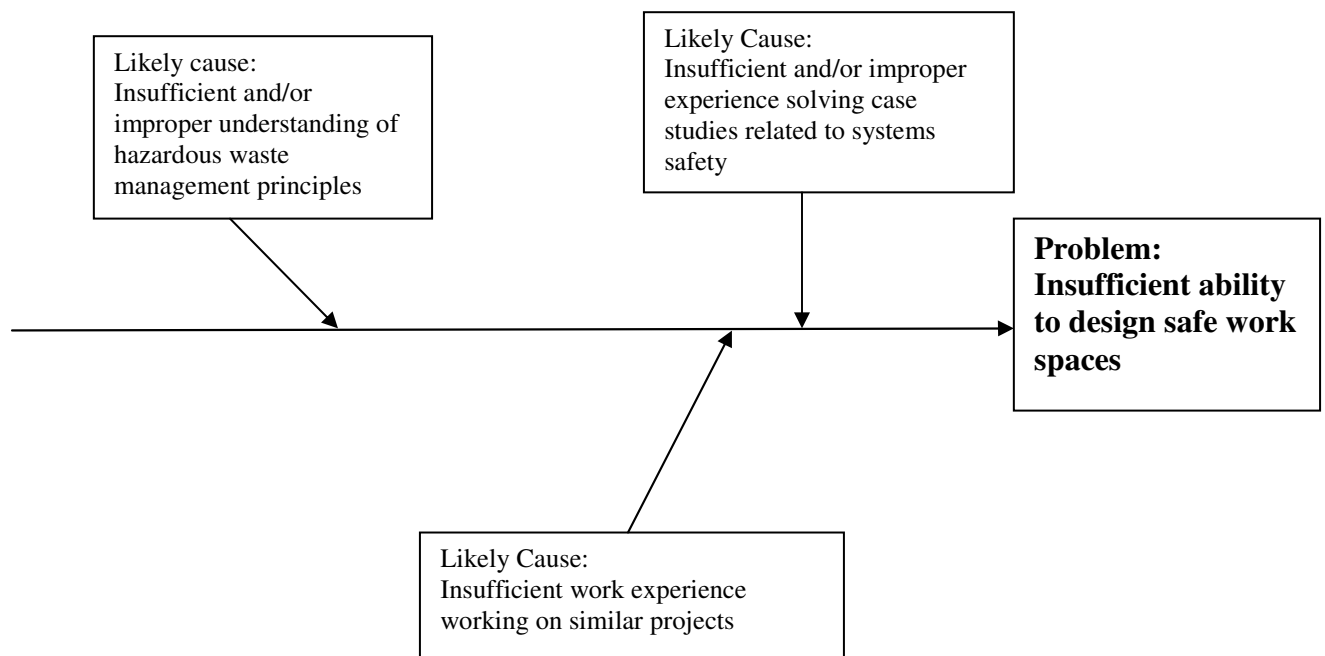 Likely cause:
Insufficient and/or
improper understanding of
hazardous waste
management principles
Likely Cause:
Insufficient and/or improper
experience solving case
studies related to systems
safety
Problem:
Insufficient ability
to design safe work
spaces
Likely Cause:
Insufficient work experience
working on similar projects